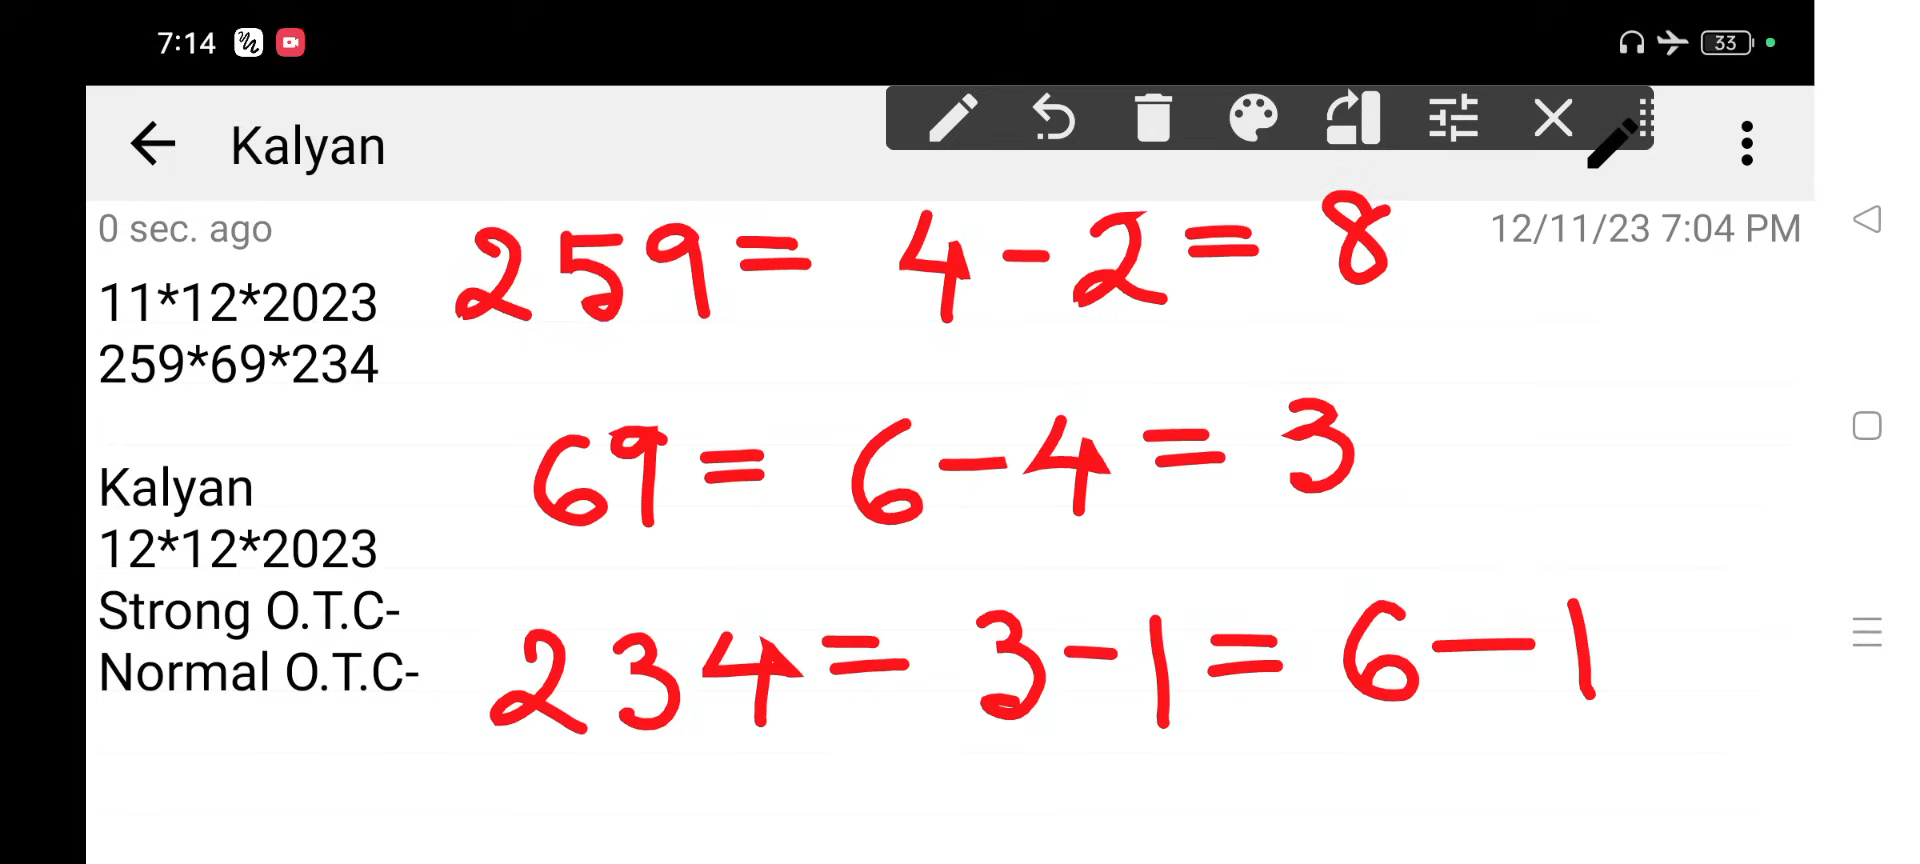 7:14 33
Kalyan
0 sec. ago 12/11/23 7:04 PM
259 = 4 - 2 = 8
11*12*2023
259*69*234
69 = 6 - 4 = 3
Kalyan
12*12*2023
Strong O.T.C-
Normal O.T.C-
234 = 3 - 1 = 6 - 1